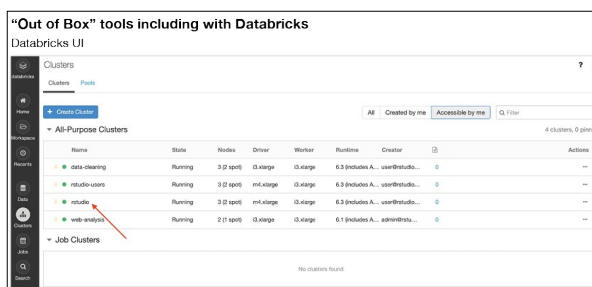 “Out of Box” tools including with Databricks
Databricks UI
databricks
Home
Workspace
Recents
Data
Clusters
Jobs
Search
Clusters
?
Clusters Pools
+ Create Cluster
All Created by me Accessible by me Filter
All-Purpose Clusters 4 clusters, 0 pinn
Name State Nodes Driver Worker Runtime Creator Actions
data-cleaning Running 3 (2 spot) i3.xlarge i3.xlarge 6.3 (includes A... user@rstudio... 0 ...
rstudio-users Running 3 (2 spot) m4.xlarge i3.xlarge 6.3 (includes A... user@rstudio... 0 ...
rstudio Running 3 (2 spot) m4.xlarge i3.xlarge 6.3 (includes A... user@rstudio... 0 ...
web-analysis Running 2 (1 spot) i3.xlarge i3.xlarge 6.1 (includes A... admin@rstu... 0 ...
Job Clusters
No clusters found